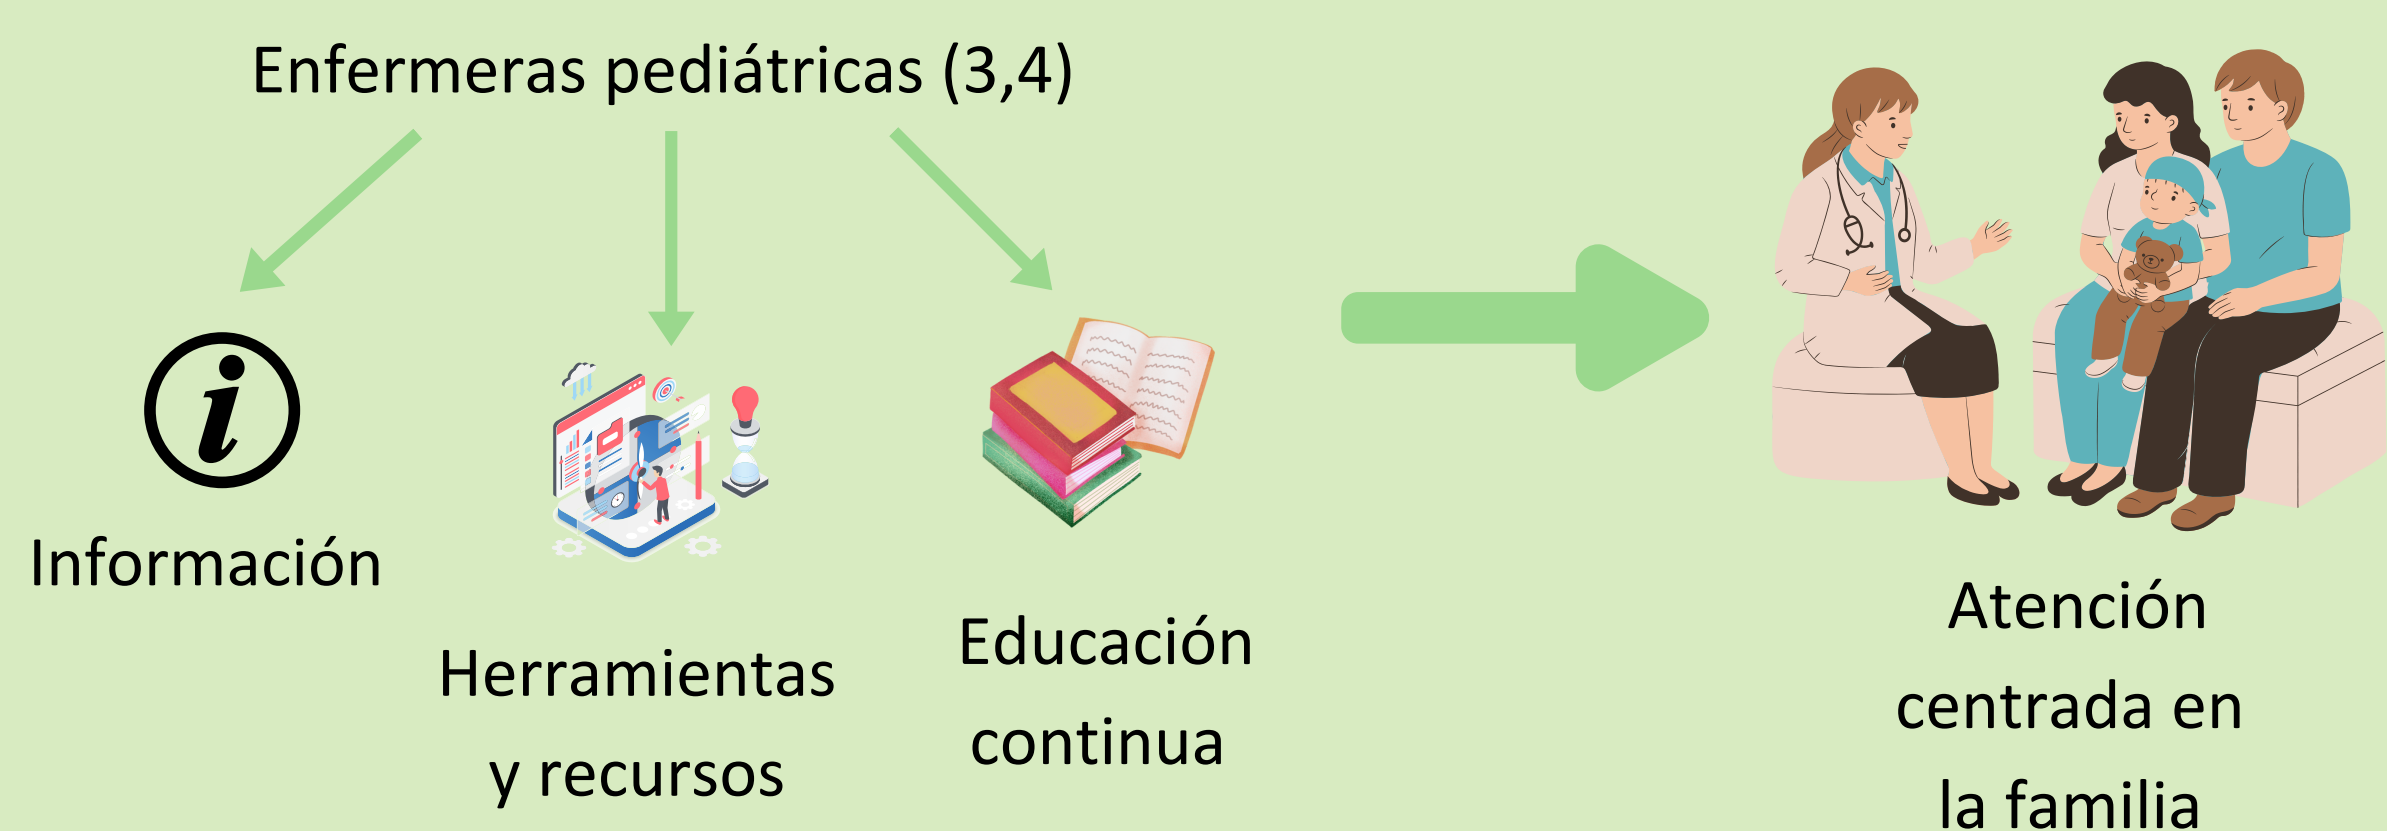 Enfermeras pediátricas (3,4)
Información
Herramientas
y recursos
Educación
continua
Atención
centrada en
la familia